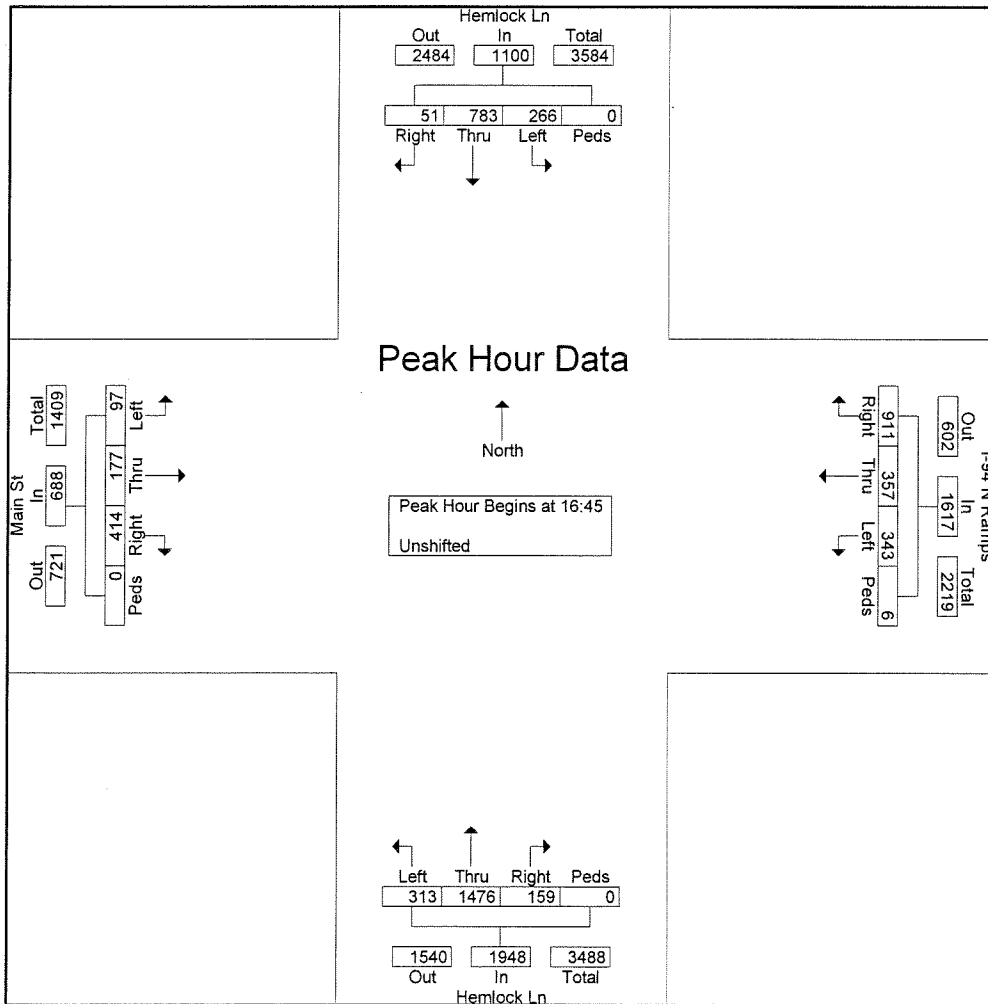 Hemlock Ln
Out In Total
2484 1100 3584
51 783 266 0
Right Thru Left Peds
Peak Hour Data
North
Peak Hour Begins at 16:45
Unshifted
Main St
Total In Out
1409 688 721
97 177 414 0
Left Thru Right Peds
Right Thru Left Peds
911 357 343 6
602 1617 2219
Out In Total
I-94 N Ramps
Left Thru Right Peds
313 1476 159 0
1540 1948 3488
Out In Total
Hemlock Ln